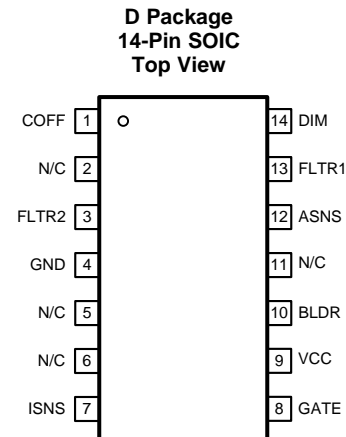 D Package
14-Pin SOIC
Top View
COFF 1 14 DIM
N/C 2 13 FLTR1
FLTR2 3 12 ASNS
GND 4 11 N/C
N/C 5 10 BLDR
N/C 6 9 VCC
ISNS 7 8 GATE